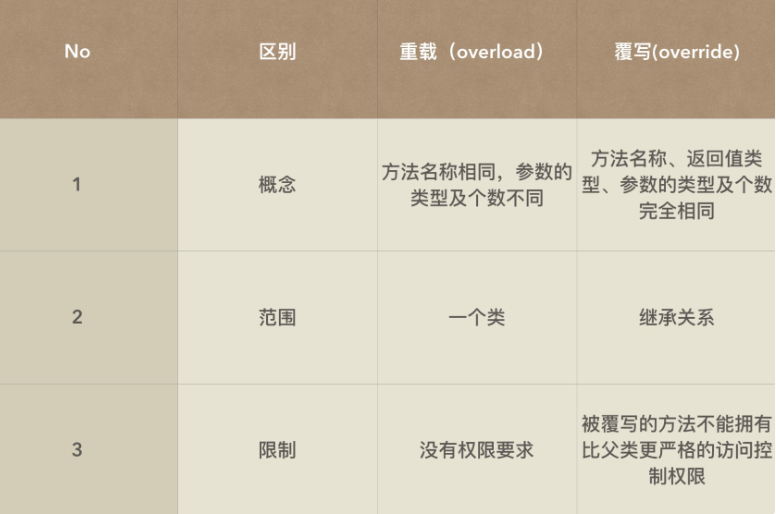 No
区别
重载（overload）
覆写(override)
1
概念
方法名称相同，参数的
类型及个数不同
方法名称、返回值类
型、参数的类型及个数
完全相同
2
范围
一个类
继承关系
3
限制
没有权限要求
被覆写的方法不能拥有
比父类更严格的访问控
制权限